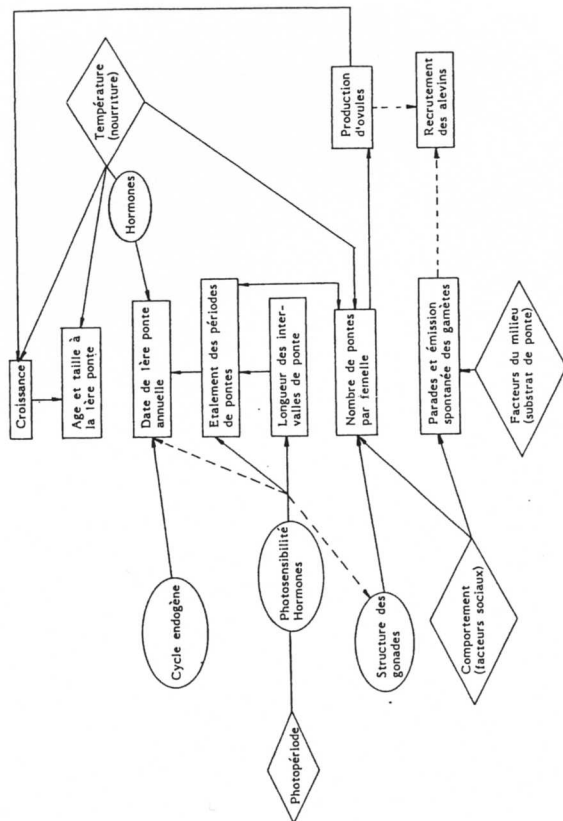 Croissance
Age et taille à
la 1ère ponte
Température
(nourriture)
Hormones
Date de 1ère ponte
annuelle
Cycle endogène
Etalement des périodes
de pontes
Longueur des inter-
valles de ponte
Photosensibilité
Hormones
Photopériode
Nombre de pontes
par femelle
Structure des
gonades
Production
d'ovules
Recrutement
des alevins
Parades et émission
spontanée des gamètes
Comportement
(facteurs sociaux)
Facteurs du milieu
(substrat de ponte)